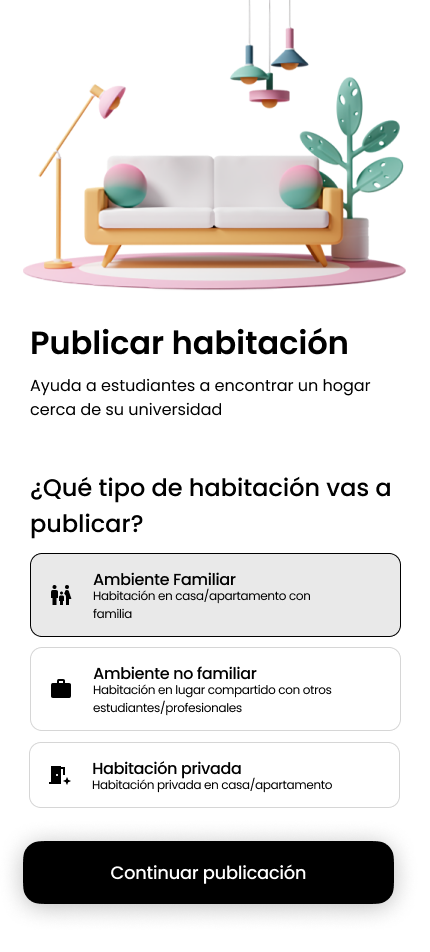 Publicar habitación
Ayuda a estudiantes a encontrar un hogar
cerca de su universidad
¿Qué tipo de habitación vas a
publicar?
Ambiente Familiar
Habitación en casa/apartamento con
familia
Ambiente no familiar
Habitación en lugar compartido con otros
estudiantes/profesionales
Habitación privada
Habitación privada en casa/apartamento
Continuar publicación